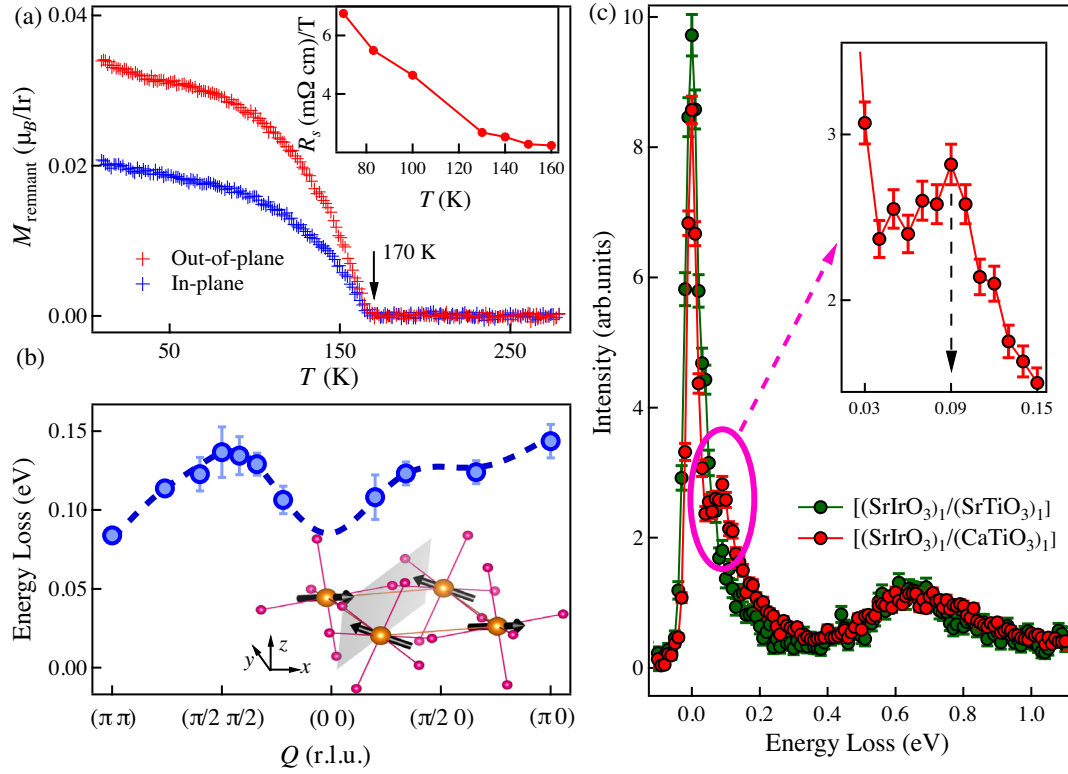 (a)
M_remnant (μ_B/Ir)
0.04
0.02
0.00
Out-of-plane
In-plane
170 K
50
150
250
T (K)
R_s (mΩ cm)/T
6
4
80
100
120
140
160
T (K)
(b)
Energy Loss (eV)
0.15
0.10
0.05
0.00
y
z
x
(π π)
(π/2 π/2)
(0 0)
(π/2 0)
(π 0)
Q (r.l.u.)
(c)
Intensity (arb.units)
10
8
6
4
2
0
3
2
0.03
0.09
0.15
[(SrIrO₃)₁/(SrTiO₃)₁]
[(SrIrO₃)₁/(CaTiO₃)₁]
0.0
0.2
0.4
0.6
0.8
1.0
Energy Loss (eV)